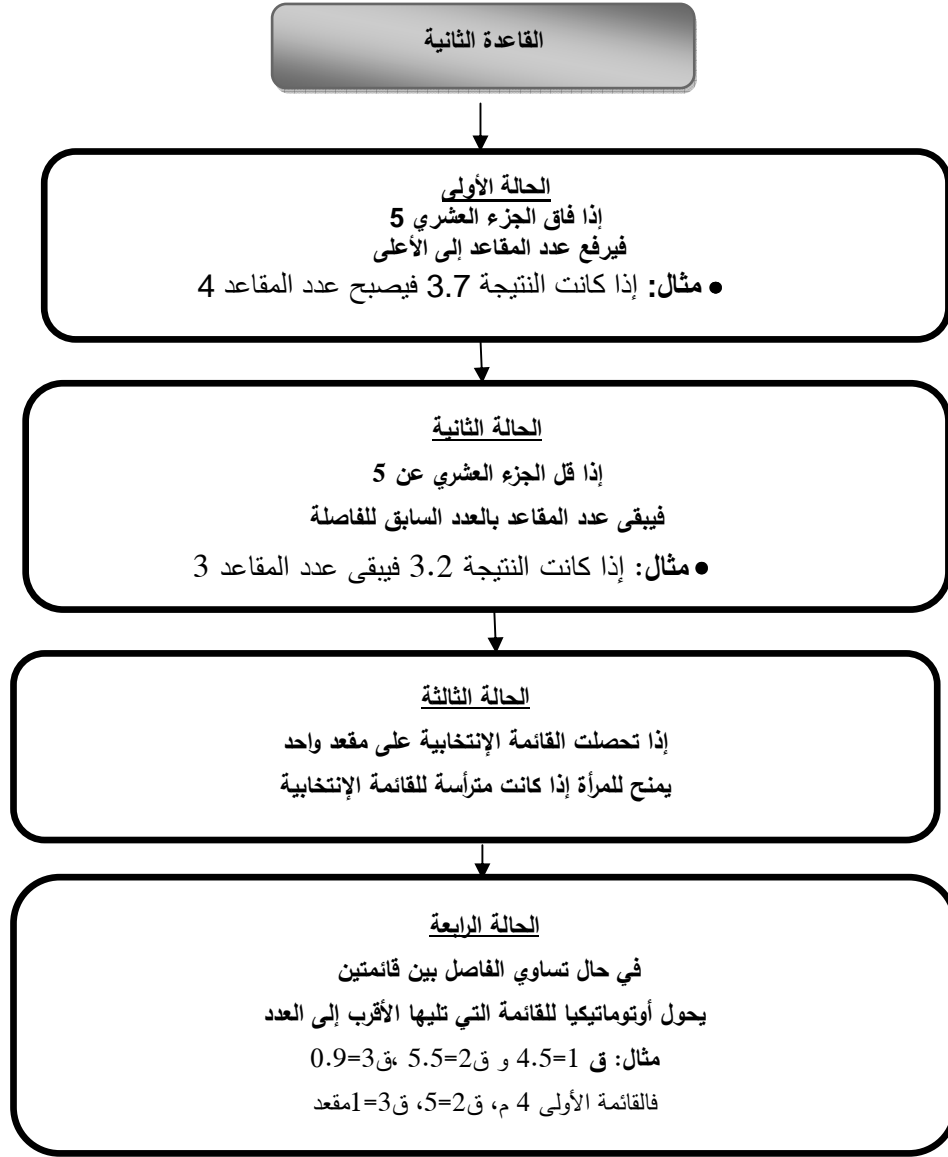 القاعدة الثانية
الحالة الأولى
إذا فاق الجزء العشري 5
فيرفع عدد المقاعد إلى الأعلى
● مثال: إذا كانت النتيجة 3.7 فيصبح عدد المقاعد 4
الحالة الثانية
إذا قل الجزء العشري عن 5
فيبقى عدد المقاعد بالعدد السابق للفاصلة
● مثال: إذا كانت النتيجة 3.2 فيبقى عدد المقاعد 3
الحالة الثالثة
إذا تحصلت القائمة الإنتخابية على مقعد واحد
يمنح للمرأة إذا كانت مترأسة للقائمة الإنتخابية
الحالة الرابعة
في حال تساوي الفاصل بين قائمتين
يحول أوتوماتيكيا للقائمة التي تليها الأقرب إلى العدد
مثال: ق 1=4.5 و ق2=5.5 ،ق3=0.9
فالقائمة الأولى 4 م، ق2=5، ق3=1مقعد